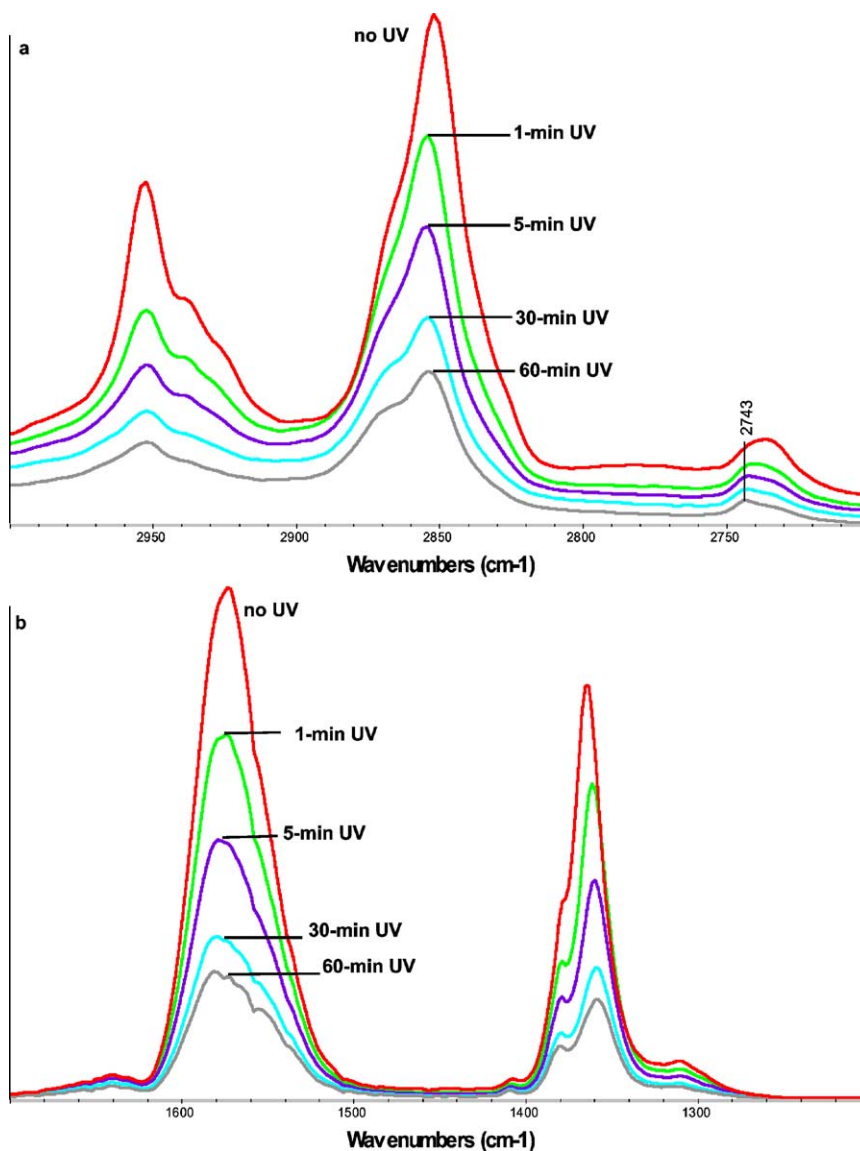 a
no UV
1-min UV
5-min UV
30-min UV
60-min UV
2743
2950 2900 2850 2800 2750
Wavenumbers (cm-1)
b
no UV
1-min UV
5-min UV
30-min UV
60-min UV
1600 1500 1400 1300
Wavenumbers (cm-1)